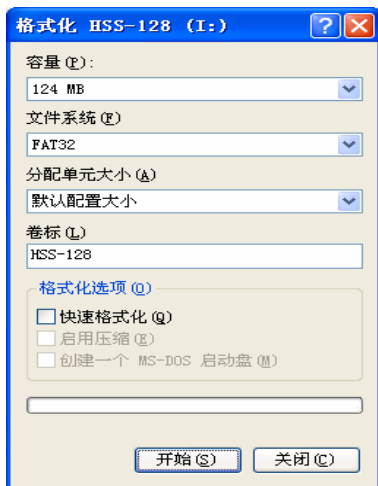 格式化 HSS-128 (I:)
容量(P):
124 MB
文件系统(F)
FAT32
分配单元大小(A)
默认配置大小
卷标(L)
HSS-128
格式化选项(O)
快速格式化(Q)
启用压缩(E)
创建一个 MS-DOS 启动盘(M)
开始(S) 关闭(C)